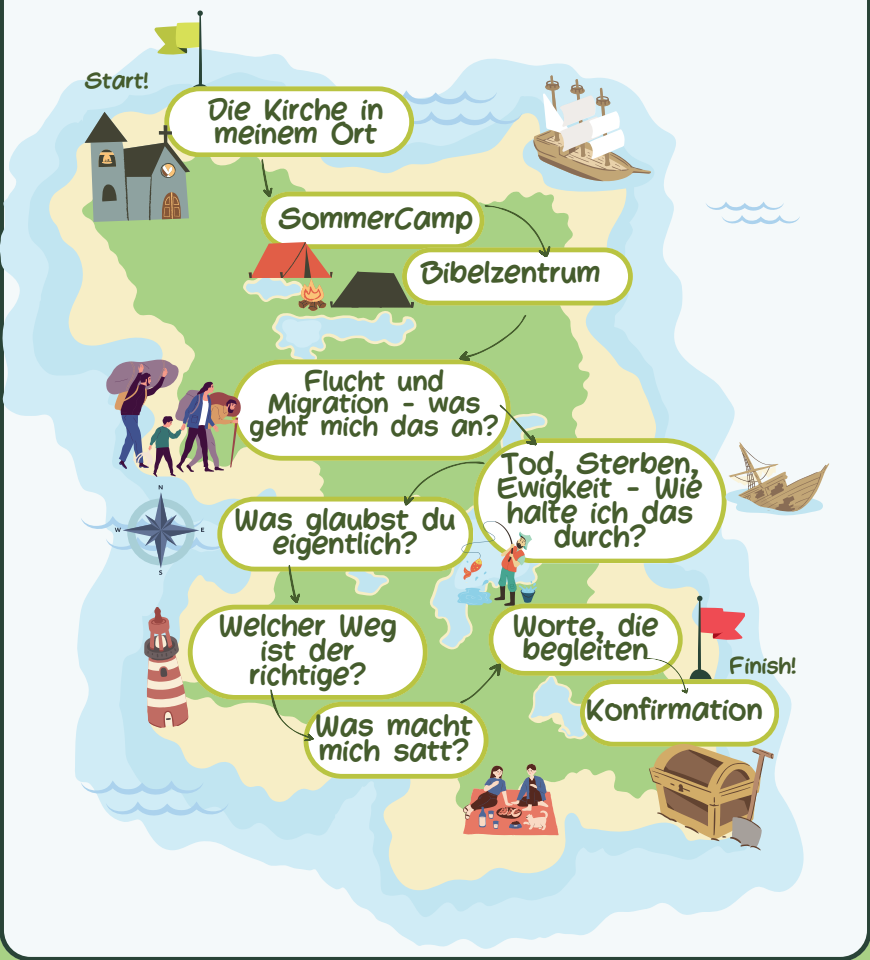 Start!
Die Kirche in
meinem Ort
SommerCamp
Bibelzentrum
Flucht und
Migration - was
geht mich das an?
Tod, Sterben,
Ewigkeit - Wie
halte ich das
durch?
Was glaubst du
eigentlich?
N
W
E
S
Welcher Weg
ist der
richtige?
Worte, die
begleiten
Finish!
Konfirmation
Was macht
mich satt?